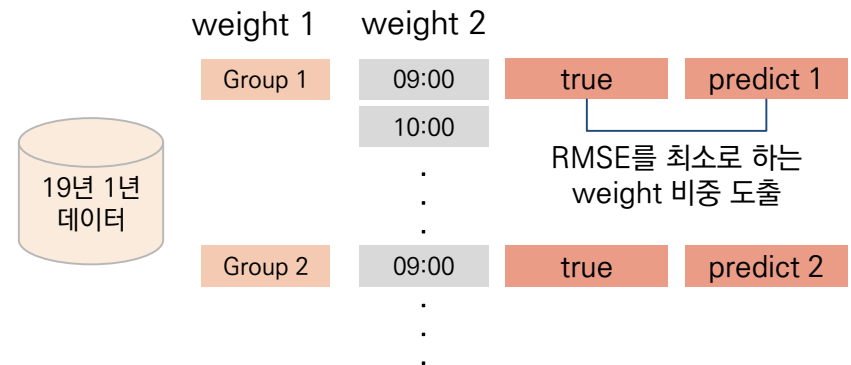 weight 1 weight 2
Group 1 09:00 true predict 1
10:00
RMSE를 최소로 하는
weight 비중 도출
19년 1년
데이터
.
.
.
Group 2 09:00 true predict 2
.
.
.